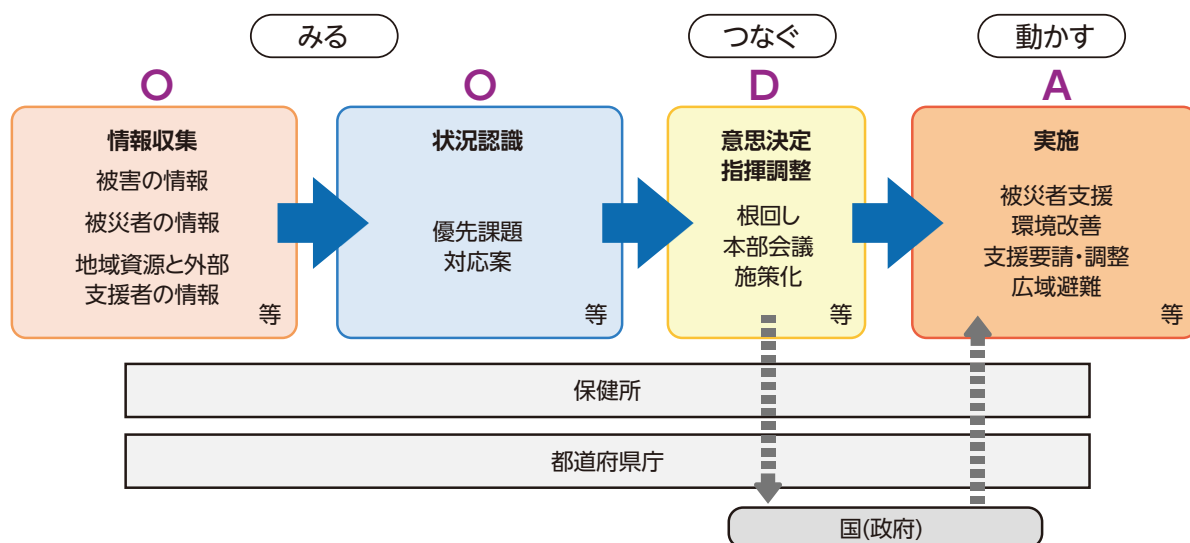 みる
つなぐ
動かす
O
O
D
A
情報収集
被害の情報
被災者の情報
地域資源と外部
支援者の情報
等
状況認識
優先課題
対応案
等
意思決定
指揮調整
根回し
本部会議
施策化
等
実施
被災者支援
環境改善
支援要請・調整
広域避難
等
保健所
都道府県庁
国(政府)